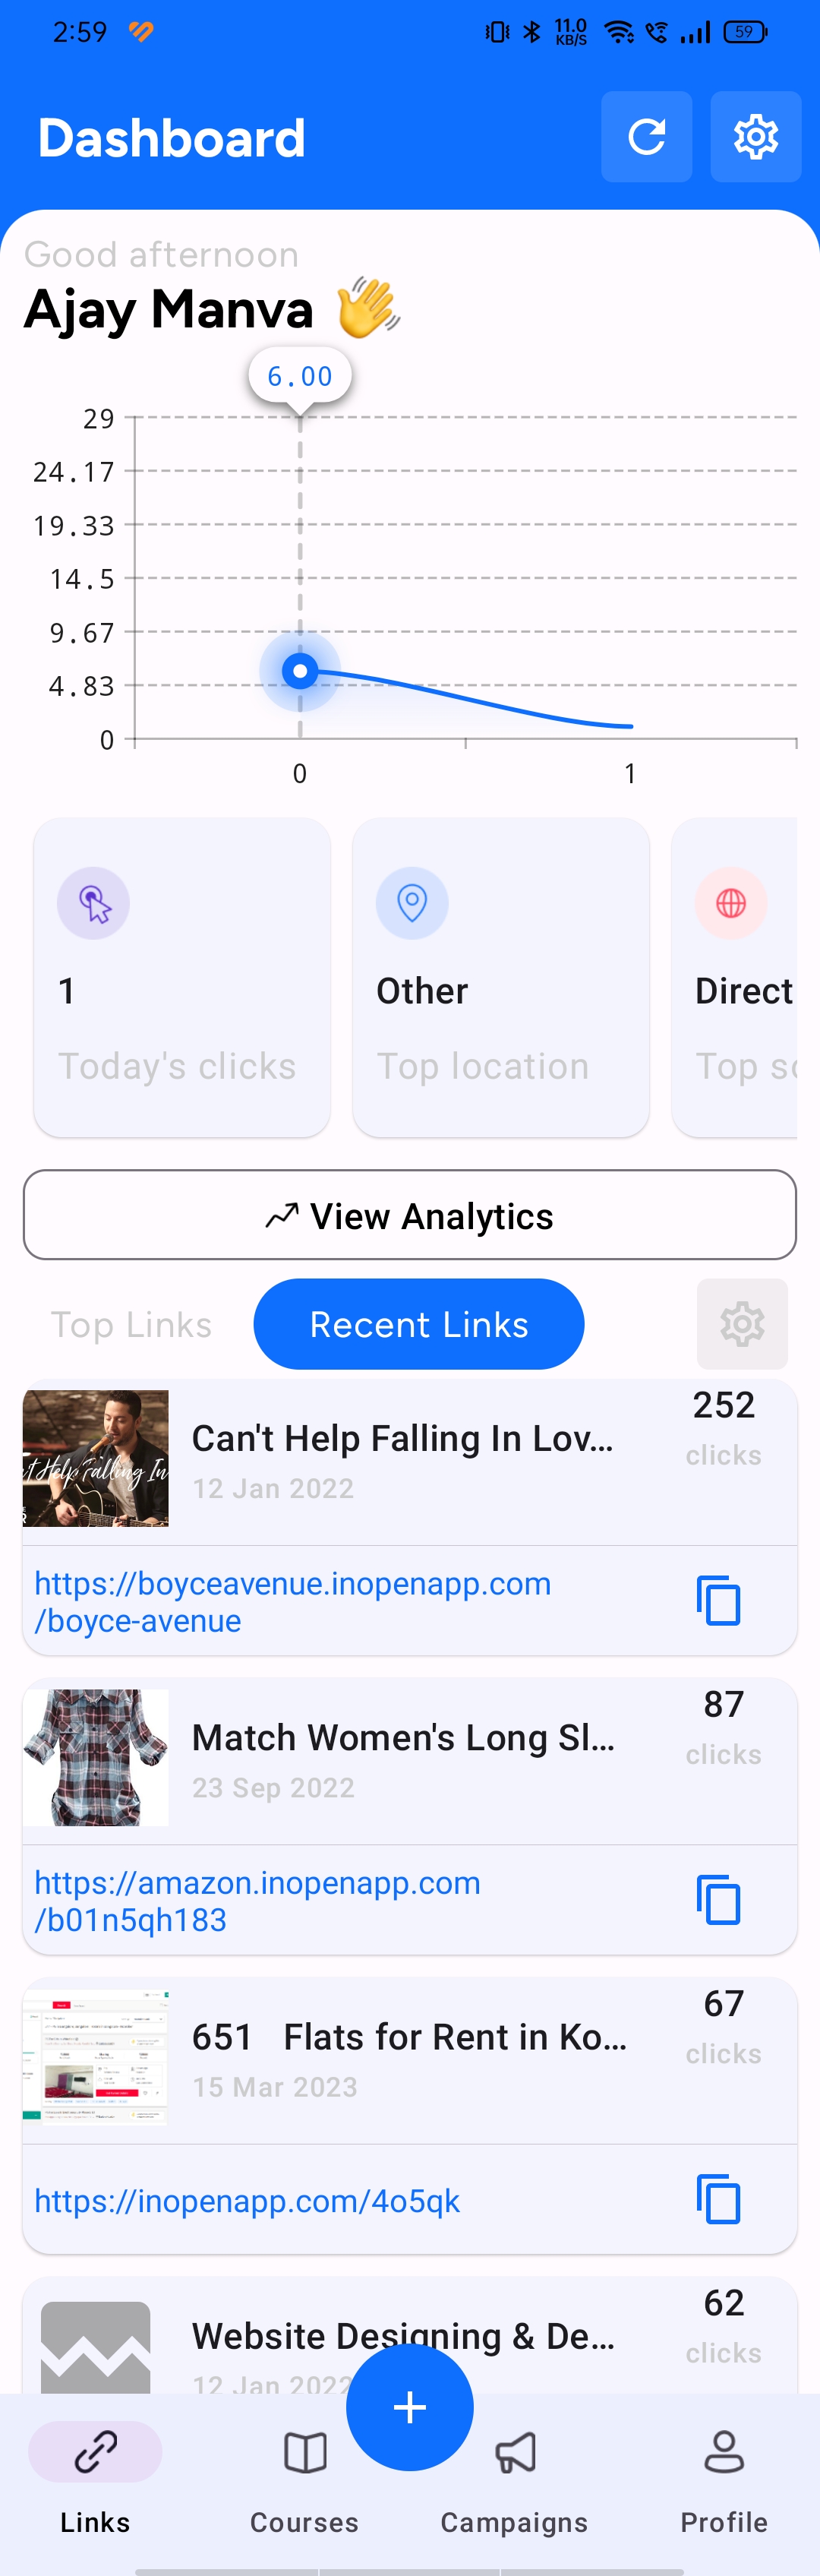 2:59
11.0
KB/S
59
Dashboard
Good afternoon
Ajay Manva 👋
6.00
29
24.17
19.33
14.5
9.67
4.83
0
0 1
1
Today's clicks
Other
Top location
Direct
Top so
View Analytics
Top Links
Recent Links
252
Can't Help Falling In Lov...
clicks
12 Jan 2022
't Help Falling In
https://boyceavenue.inopenapp.com
/boyce-avenue
87
Match Women's Long Sl...
clicks
23 Sep 2022
https://amazon.inopenapp.com
/b01n5qh183
67
651 Flats for Rent in Ko...
clicks
15 Mar 2023
https://inopenapp.com/4o5qk
62
Website Designing & De...
clicks
12 Jan 2022
Links
Courses
Campaigns
Profile